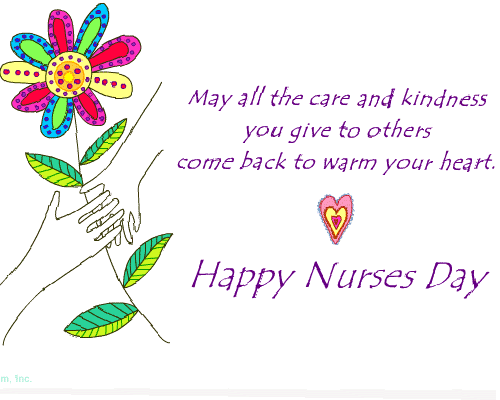 May all the care and kindness
you give to others
come back to warm your heart.
Happy Nurses Day
m, Inc.